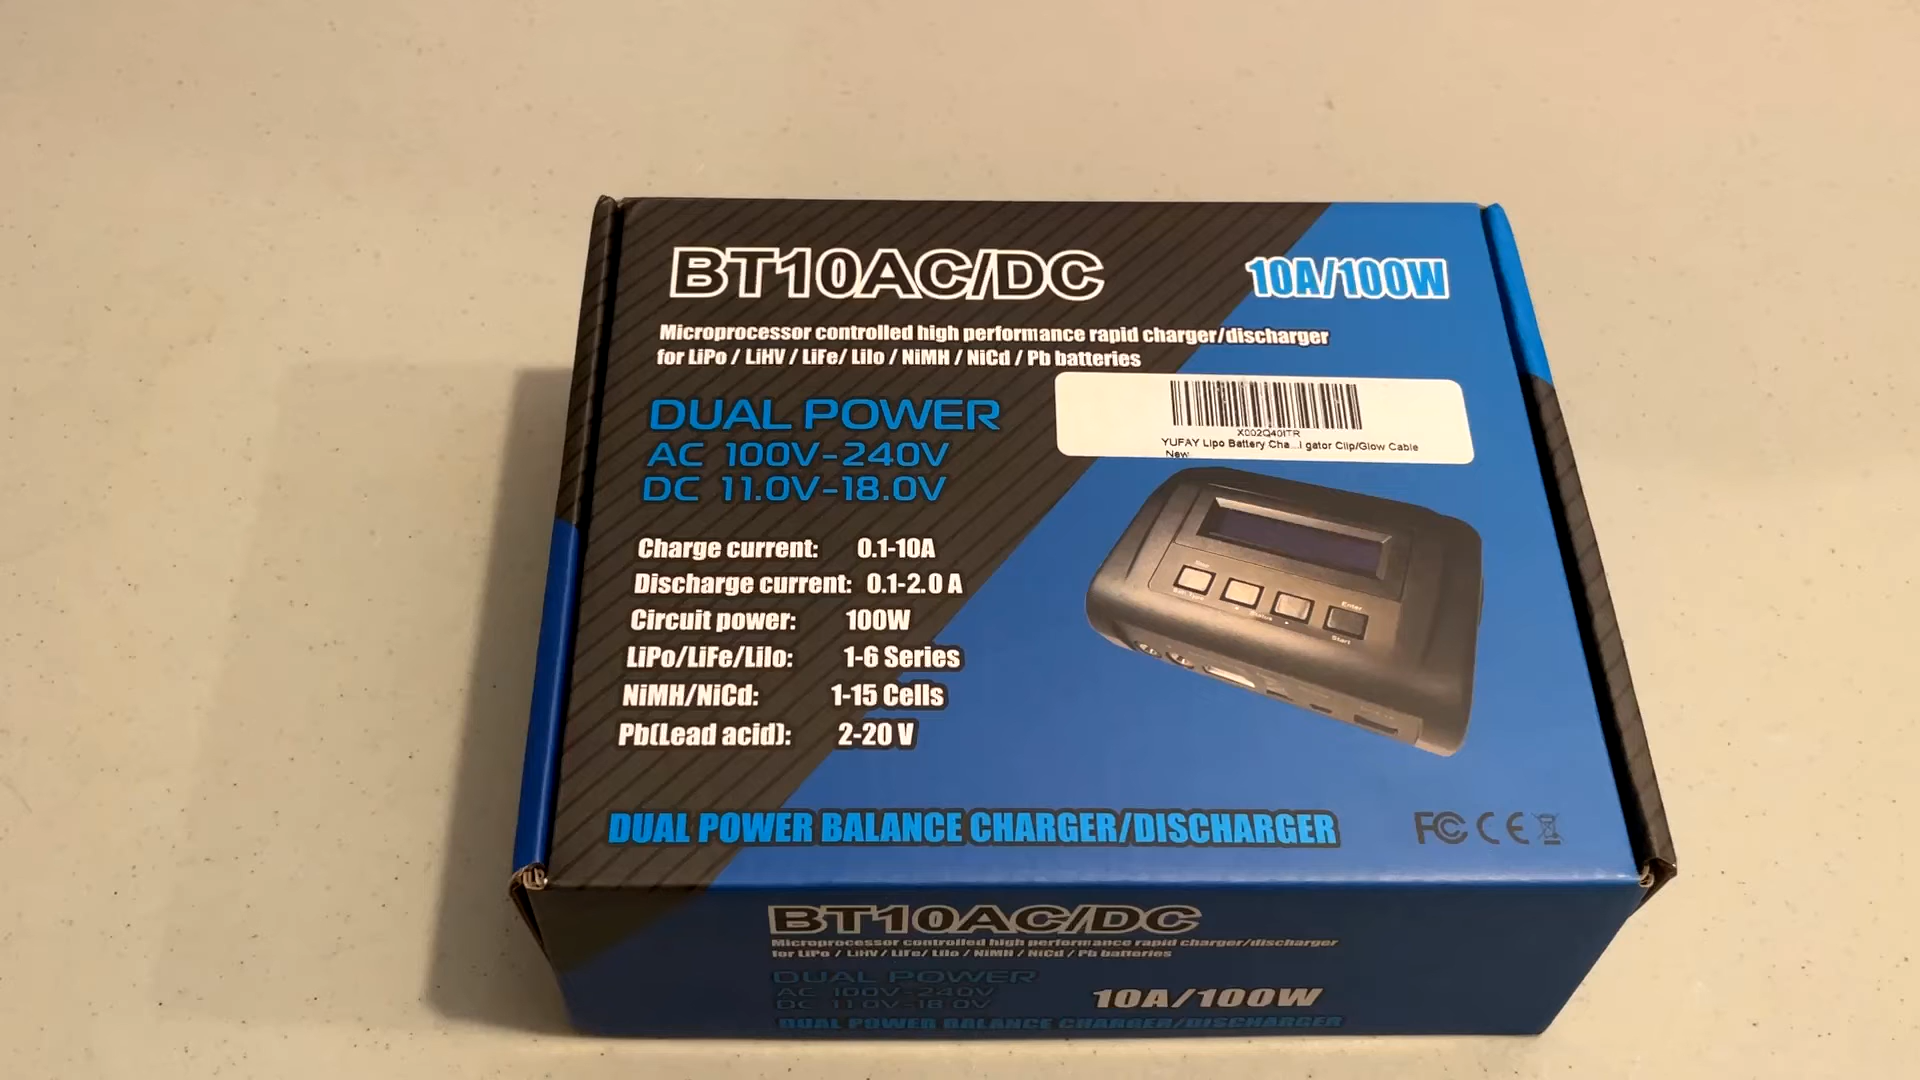 BT10AC/DC
10A/100W
Microprocessor controlled high performance rapid charger/discharger
for LiPo / LiHV / LiFe/ LiIo / NiMH / NiCd / Pb batteries
DUAL POWER
AC 100V-240V
DC 11.0V-18.0V
X002Q40ITR
YUFAY Lipo Battery Cha...l gator Clip/Glow Cable
New
Charge current: 0.1-10A
Discharge current: 0.1-2.0 A
Circuit power: 100W
LiPo/LiFe/LiIo: 1-6 Series
NiMH/NiCd: 1-15 Cells
Pb(Lead acid): 2-20 V
Enter
Start
DUAL POWER BALANCE CHARGER/DISCHARGER
FC CE
BT10AC/DC
Microprocessor controlled high performance rapid charger/discharger
for LiPo / LiHV / LiFe/ LiIo / NiMH / NiCd / Pb batteries
DUAL POWER
AC 100V-240V
DC 11.0V-18.0V
10A/100W
DUAL POWER BALANCE CHARGER/DISCHARGER